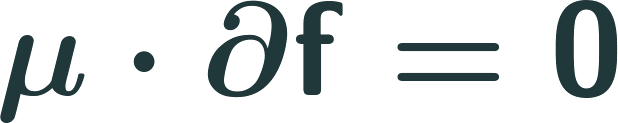 μ · ∂f = 0